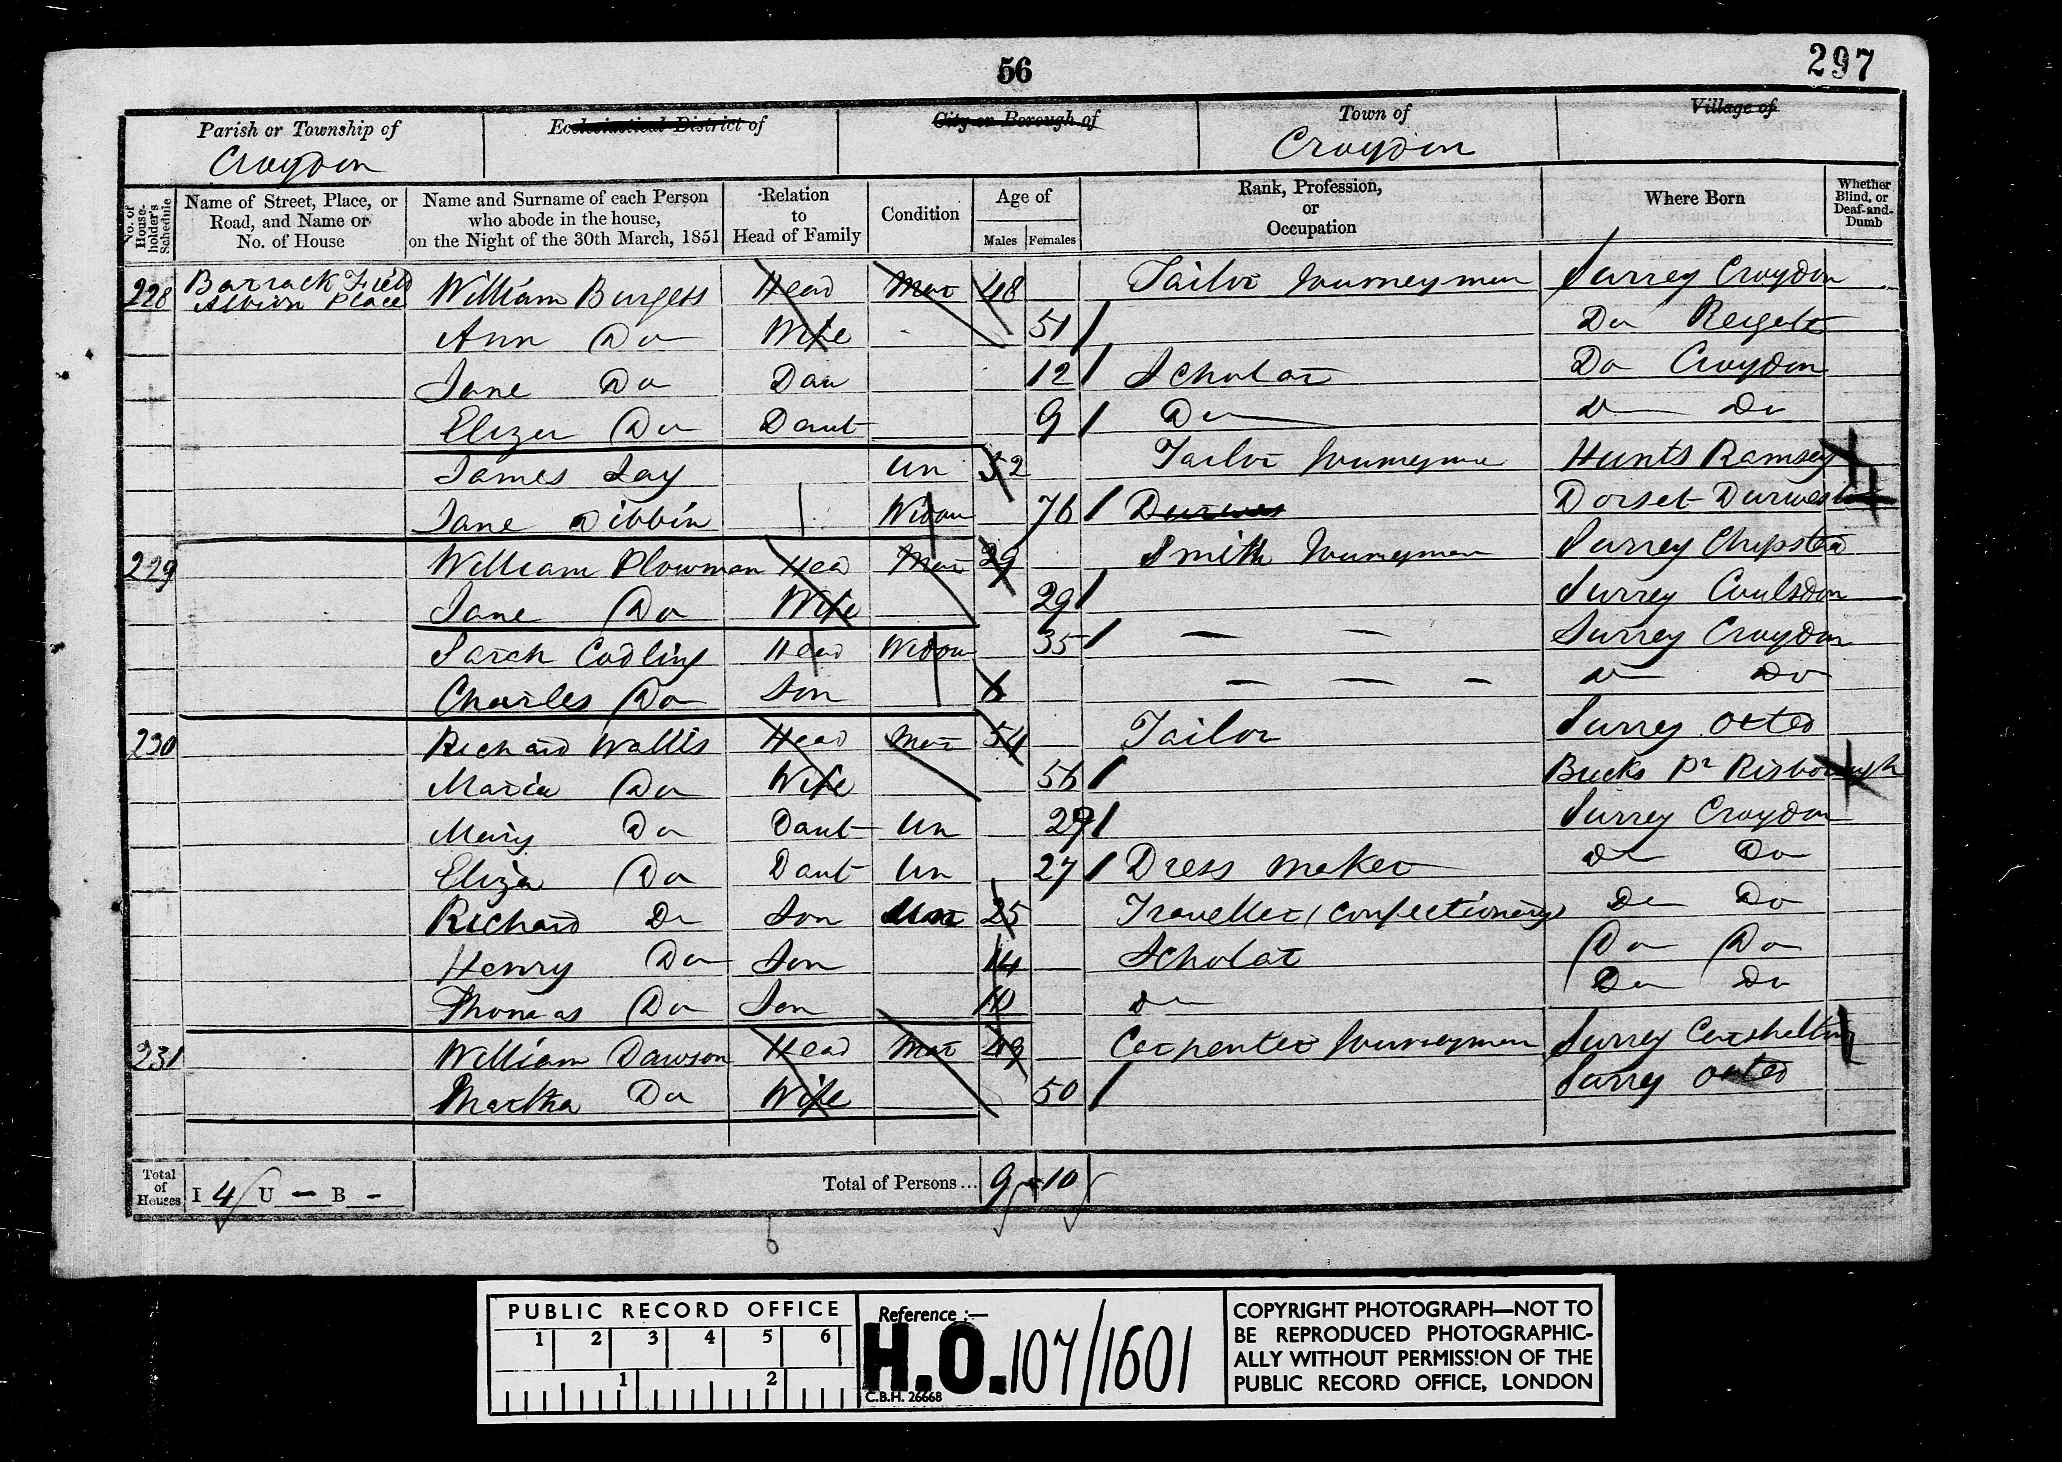 56
297
Parish or Township of
Croydon
Ecclesiastical District of
City or Borough of
Town of
Croydon
Village of
No. of Householder's Schedule
Name of Street, Place, or Road, and Name or No. of House
Name and Surname of each Person who abode in the house, on the Night of the 30th March, 1851
Relation to Head of Family
Condition
Age of
Males Females
Rank, Profession, or Occupation
Where Born
Whether Blind, or Deaf-and-Dumb
228 Barrack Field Albion Place William Burgess Head Mar 48 Tailor Journeyman Surrey Croydon
Ann Do Wife 51 Do Reigate
Jane Do Dau 12 Scholar Do Croydon
Eliza Do Daut 9 Do Do Do
James Jay Un 52 Tailor Journeyma Hunts Ramsey
Jane Dibbin Widow 76 Dorset
229 William Plowman Head Mar 29 Smith Journeyman Surrey Chipstead
Jane Do Wife 29 Surrey Coulsdon
Sarah Codling Head Widow 35 — — Surrey Croydon
Charles Do Son 6 — — - Do Do
230 Richard Wallis Head Mar 54 Tailor Surrey Oxted
Maria Do Wife 56 Bucks Pr Risborough
Mary Do Daut Un 29 Surrey Croydon
Eliza Do Daut Un 27 Dress Maker Do Do
Richard Do Son 25 Traveller (Confectionery) Do Do
Henry Do Son 14 Scholar Do Do
Thomas Do Son 10 Do Do Do
231 William Dawson Head Mar 49 Carpenter Journeyman Surrey Carshalton
Martha Do Wife 50 Surrey Oxted
Total of Houses I 4 U - B -
Total of Persons... 9 10
6
PUBLIC RECORD OFFICE
1 2 3 4 5 6
1 2
Reference :—
H.O. 107/1601
C.B.H. 26668
COPYRIGHT PHOTOGRAPH—NOT TO
BE REPRODUCED PHOTOGRAPHIC-
ALLY WITHOUT PERMISSION OF THE
PUBLIC RECORD OFFICE, LONDON